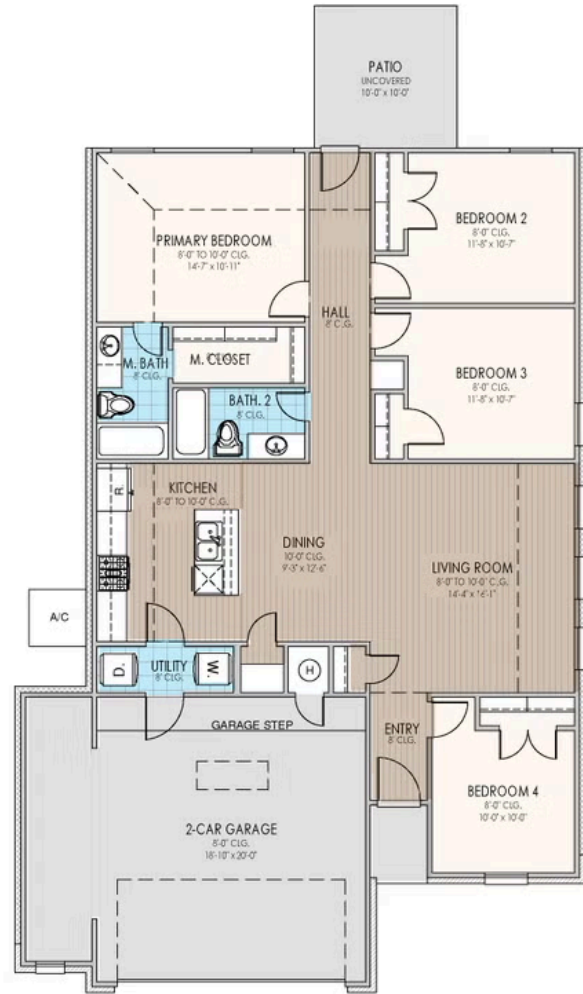 PATIO
UNCOVERED
10'-0" x 10'-0"
PRIMARY BEDROOM
8'-0" TO 10'-0" CLG.
14'-7" x 10'-11"
BEDROOM 2
8'-0" CLG.
11'-8" x 10'-7"
HALL
8' C.G.
M. BATH
8' CLG.
M. CLOSET
BATH. 2
8' CLG.
BEDROOM 3
8'-0" CLG.
11'-8" x 10'-7"
R.
KITCHEN
8'-0" TO 10'-0" C.G.
DINING
10'-0" CLG.
9'-3" x 12'-6"
LIVING ROOM
8'-0" TO 10'-0" C.G.
A/C
D.
UTILITY
8' CLG.
W.
H
GARAGE STEP
ENTRY
8' CLG.
BEDROOM 4
8'-0" CLG.
10'-0" x 10'-0"
2-CAR GARAGE
8'-0" CLG.
18'-10" x 20'-0"